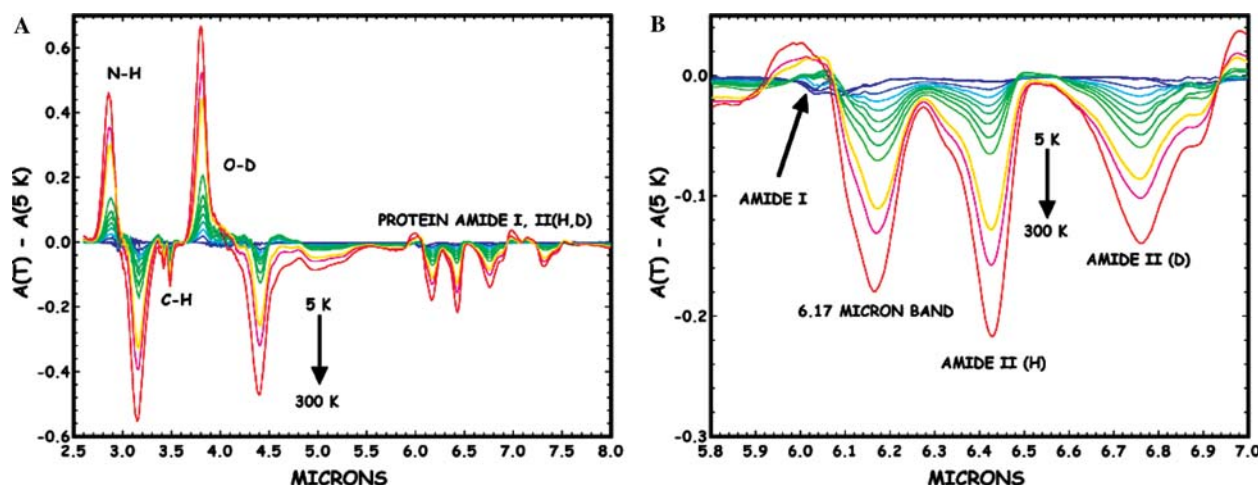 A
N-H
O-D
C-H
PROTEIN AMIDE I, II(H,D)
5 K
300 K
A(T) - A(5 K)
0.6
0.4
0.2
0.0
-0.2
-0.4
-0.6
2.5 3.0 3.5 4.0 4.5 5.0 5.5 6.0 6.5 7.0 7.5 8.0
MICRONS
B
AMIDE I
5 K
300 K
6.17 MICRON BAND
AMIDE II (H)
AMIDE II (D)
A(T) - A(5 K)
0.0
-0.1
-0.2
-0.3
5.8 5.9 6.0 6.1 6.2 6.3 6.4 6.5 6.6 6.7 6.8 6.9 7.0
MICRONS